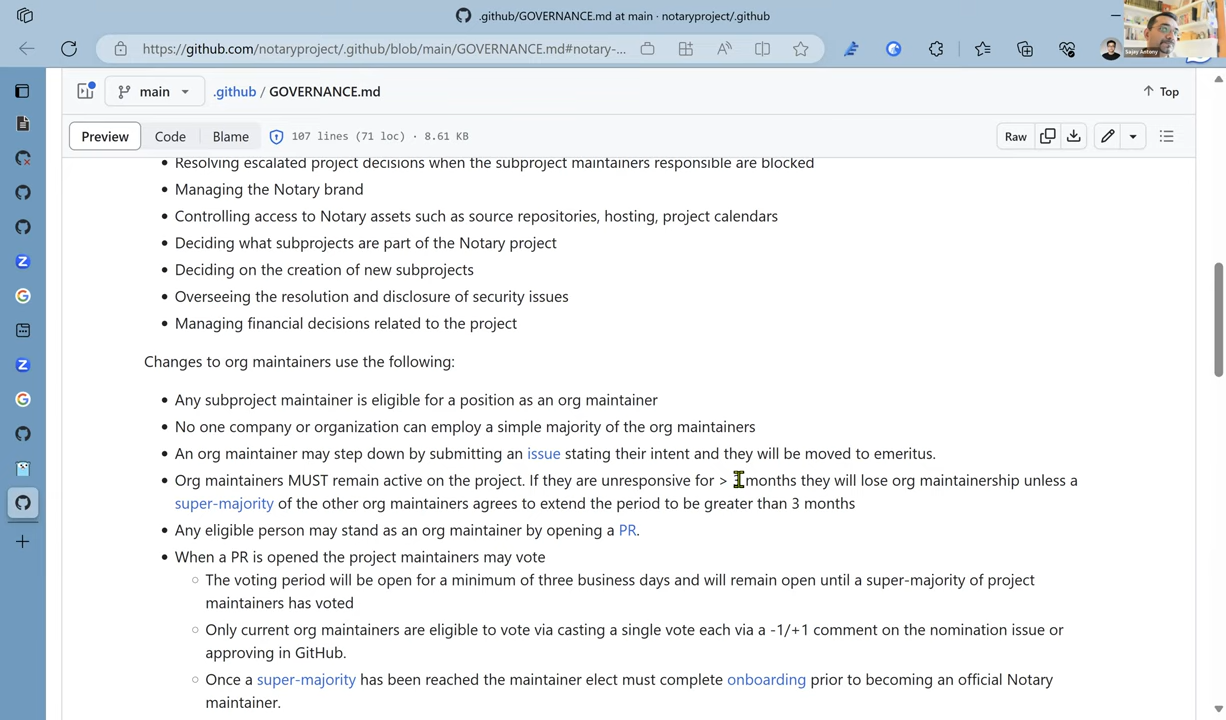 .github/GOVERNANCE.md at main · notaryproject/.github
https://github.com/notaryproject/.github/blob/main/GOVERNANCE.md#notary-...
Sajay Antony
main
.github / GOVERNANCE.md
Top
Preview
Code
Blame
107 lines (71 loc) · 8.61 KB
Raw
• Resolving escalated project decisions when the subproject maintainers responsible are blocked
• Managing the Notary brand
• Controlling access to Notary assets such as source repositories, hosting, project calendars
• Deciding what subprojects are part of the Notary project
• Deciding on the creation of new subprojects
• Overseeing the resolution and disclosure of security issues
• Managing financial decisions related to the project
Changes to org maintainers use the following:
• Any subproject maintainer is eligible for a position as an org maintainer
• No one company or organization can employ a simple majority of the org maintainers
• An org maintainer may step down by submitting an issue stating their intent and they will be moved to emeritus.
• Org maintainers MUST remain active on the project. If they are unresponsive for > months they will lose org maintainership unless a
super-majority of the other org maintainers agrees to extend the period to be greater than 3 months
• Any eligible person may stand as an org maintainer by opening a PR.
• When a PR is opened the project maintainers may vote
○ The voting period will be open for a minimum of three business days and will remain open until a super-majority of project
maintainers has voted
○ Only current org maintainers are eligible to vote via casting a single vote each via a -1/+1 comment on the nomination issue or
approving in GitHub.
○ Once a super-majority has been reached the maintainer elect must complete onboarding prior to becoming an official Notary
maintainer.